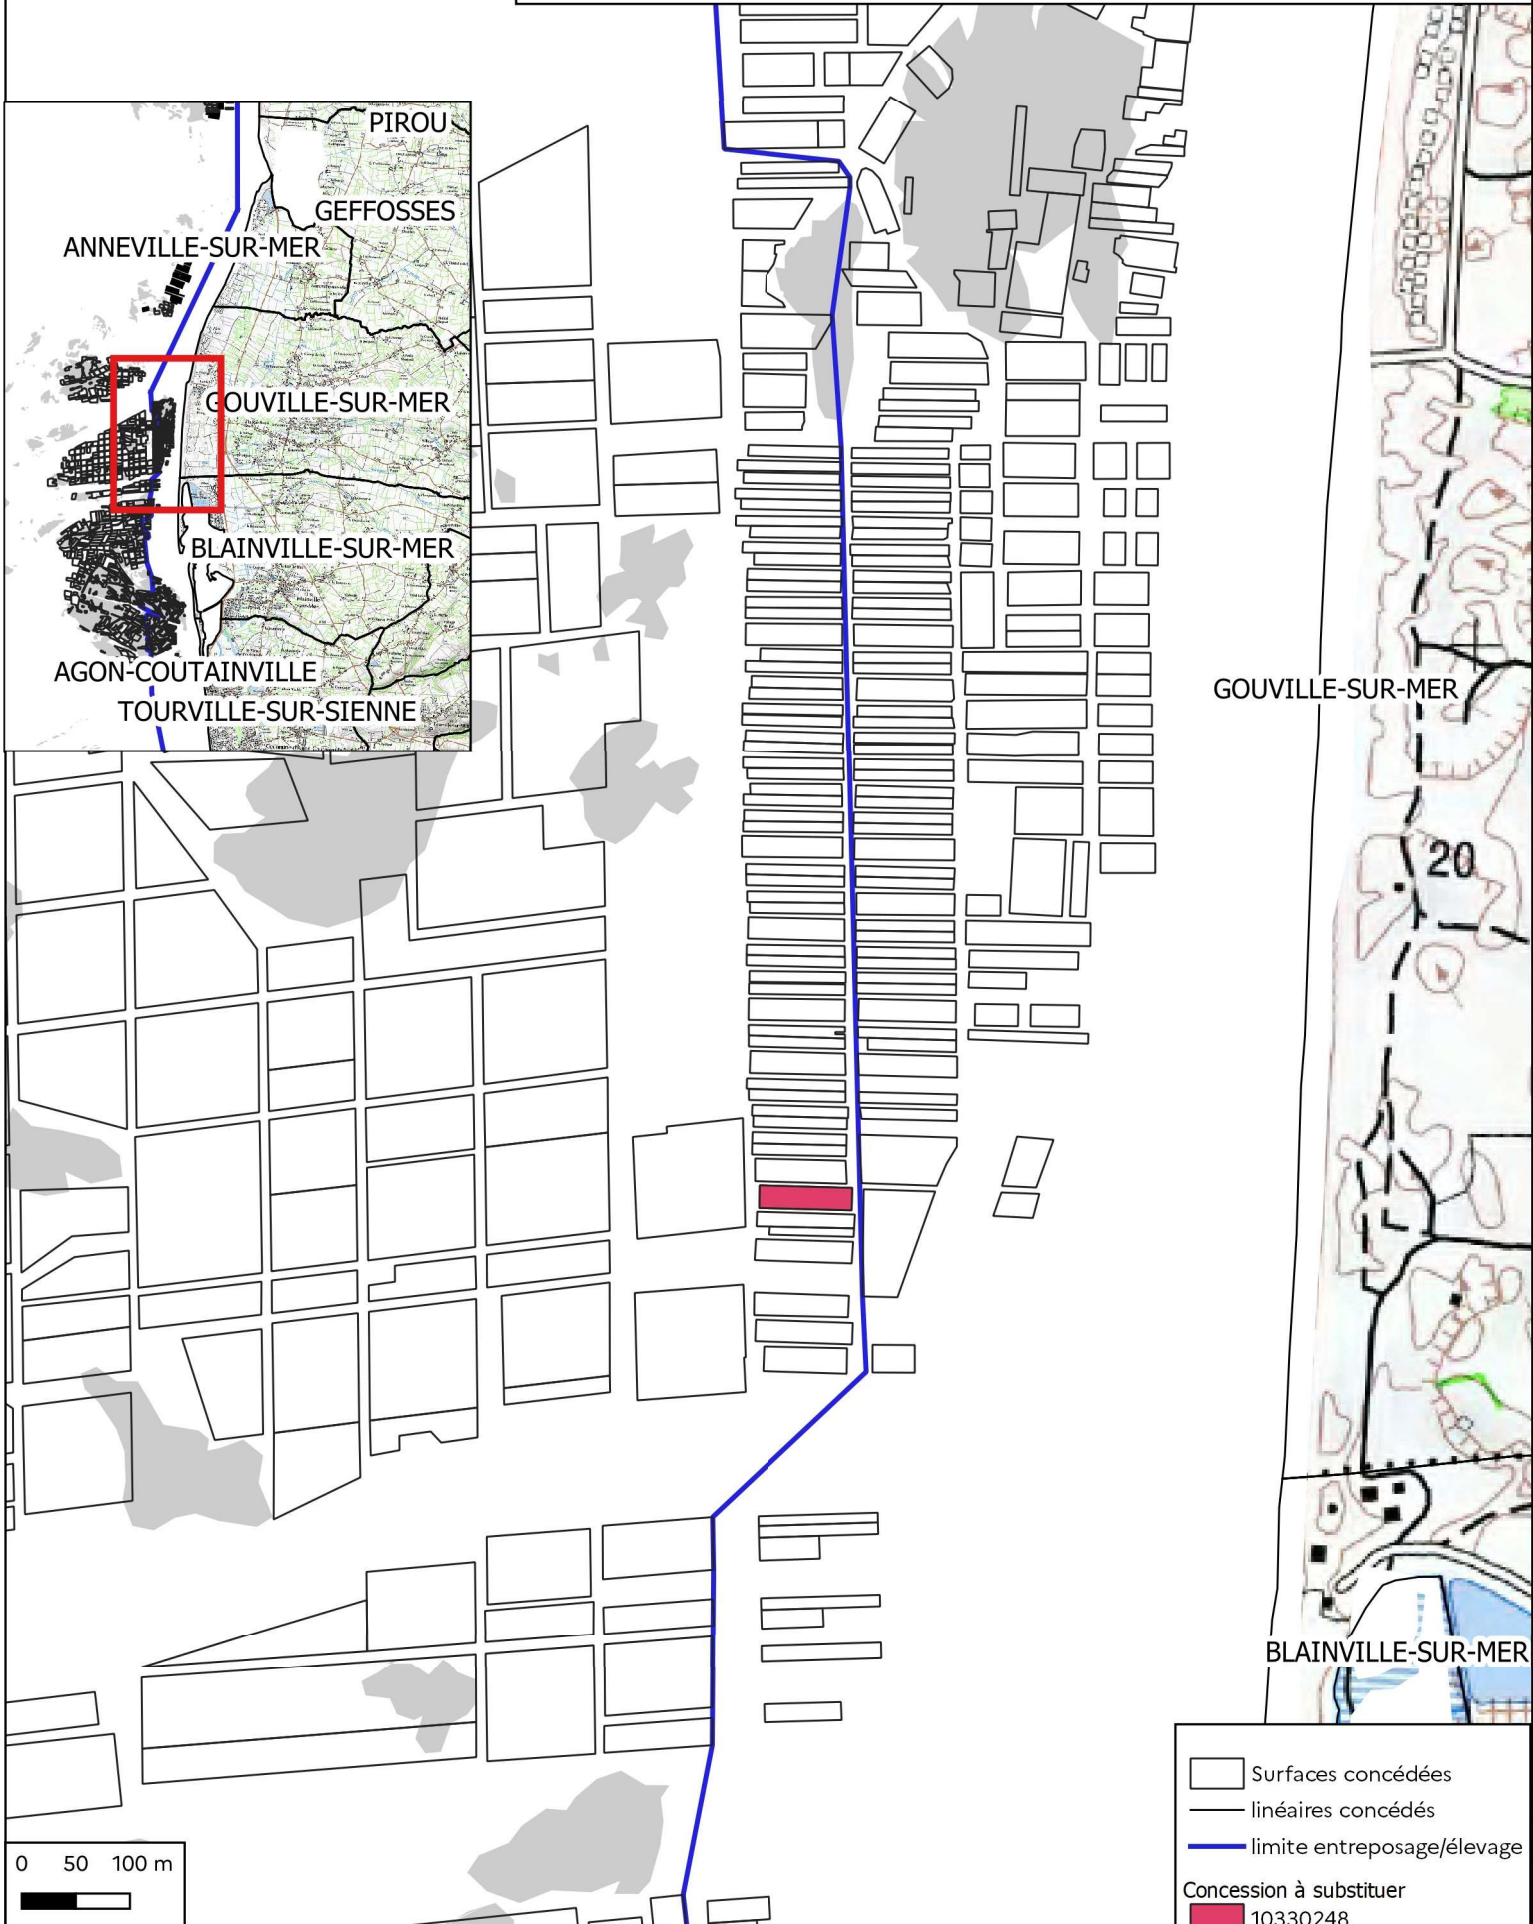 PIROU
GEFFOSSES
ANNEVILLE-SUR-MER
GOUVILLE-SUR-MER
BLAINVILLE-SUR-MER
AGON-COUTAINVILLE
TOURVILLE-SUR-SIENNE
GOUVILLE-SUR-MER
20
BLAINVILLE-SUR-MER
Surfaces concédées
linéaires concédés
limite entreposage/élevage
Concession à substituer
10330248
0 50 100 m